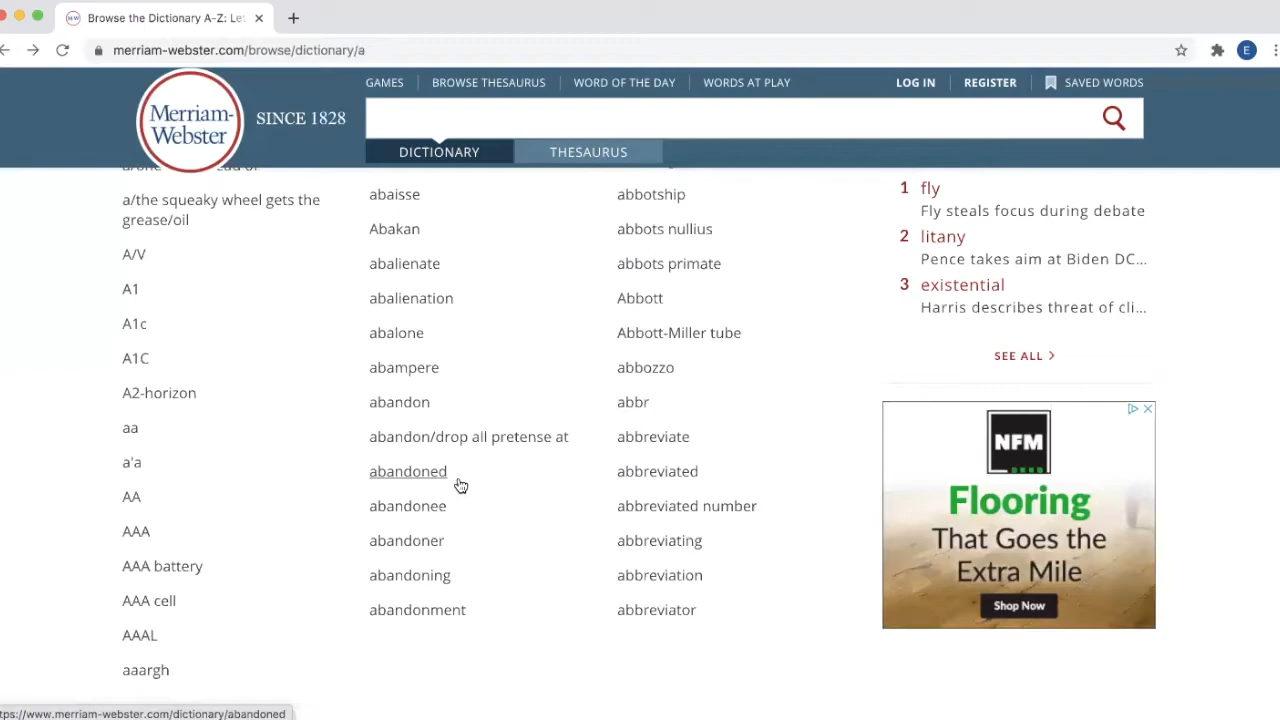 Browse the Dictionary A-Z: Let
merriam-webster.com/browse/dictionary/a
E
GAMES
BROWSE THESAURUS
WORD OF THE DAY
WORDS AT PLAY
LOG IN
REGISTER
SAVED WORDS
Merriam-
Webster
SINCE 1828
DICTIONARY
THESAURUS
a/the squeaky wheel gets the
grease/oil
A/V
A1
A1c
A1C
A2-horizon
aa
a'a
AA
AAA
AAA battery
AAA cell
AAAL
aaargh
abaisse
Abakan
abalienate
abalienation
abalone
abampere
abandon
abandon/drop all pretense at
abandoned
abandonee
abandoner
abandoning
abandonment
abbotship
abbots nullius
abbots primate
Abbott
Abbott-Miller tube
abbozzo
abbr
abbreviate
abbreviated
abbreviated number
abbreviating
abbreviation
abbreviator
1 fly
Fly steals focus during debate
2 litany
Pence takes aim at Biden DC...
3 existential
Harris describes threat of cli...
SEE ALL >
NFM
Flooring
That Goes the
Extra Mile
Shop Now
tps://www.merriam-webster.com/dictionary/abandoned